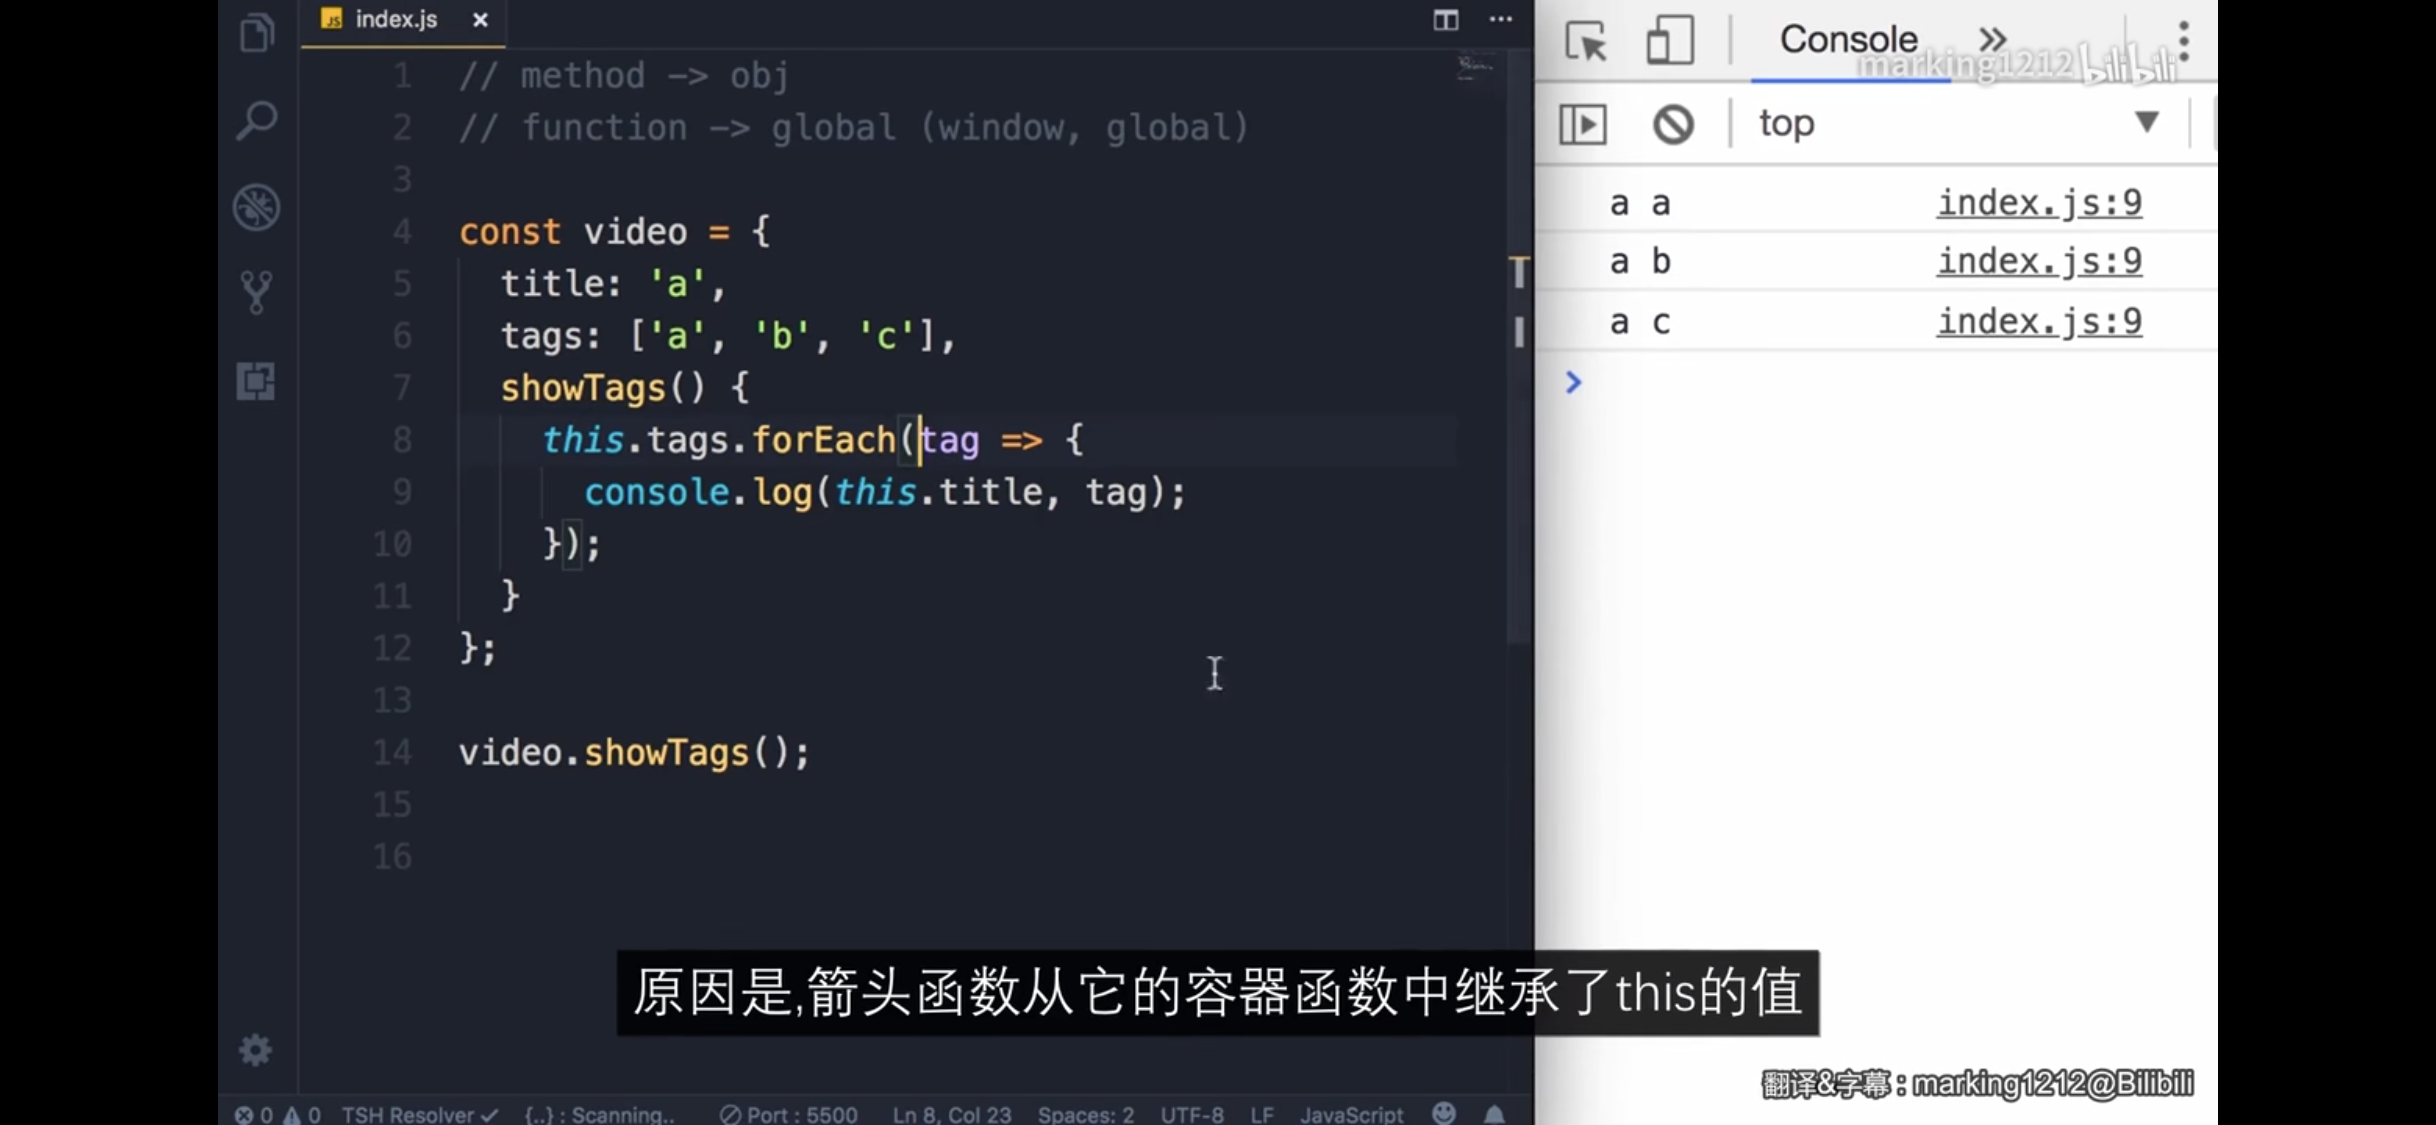 index.js
// method -> obj
// function -> global (window, global)
const video = {
title: 'a',
tags: ['a', 'b', 'c'],
showTags() {
this.tags.forEach(tag => {
console.log(this.title, tag);
});
}
};
video.showTags();
1
2
3
4
5
6
7
8
9
10
11
12
13
14
15
16
Console
marking1212 bilibili
top
a a index.js:9
a b index.js:9
a c index.js:9
原因是,箭头函数从它的容器函数中继承了this的值
翻译&字幕：marking1212@Bilibili
0 0 TSH Resolver {..} : Scanning.. Port : 5500 Ln 8, Col 23 Spaces: 2 UTF-8 LF JavaScript